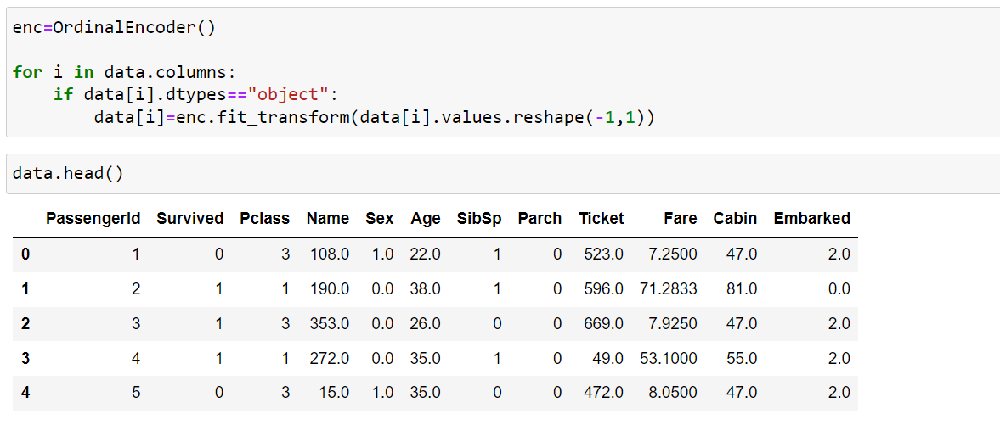 enc=OrdinalEncoder()
for i in data.columns:
    if data[i].dtypes=="object":
        data[i]=enc.fit_transform(data[i].values.reshape(-1,1))
data.head()
PassengerId Survived Pclass Name Sex Age SibSp Parch Ticket Fare Cabin Embarked
0 1 0 3 108.0 1.0 22.0 1 0 523.0 7.2500 47.0 2.0
1 2 1 1 190.0 0.0 38.0 1 0 596.0 71.2833 81.0 0.0
2 3 1 3 353.0 0.0 26.0 0 0 669.0 7.9250 47.0 2.0
3 4 1 1 272.0 0.0 35.0 1 0 49.0 53.1000 55.0 2.0
4 5 0 3 15.0 1.0 35.0 0 0 472.0 8.0500 47.0 2.0